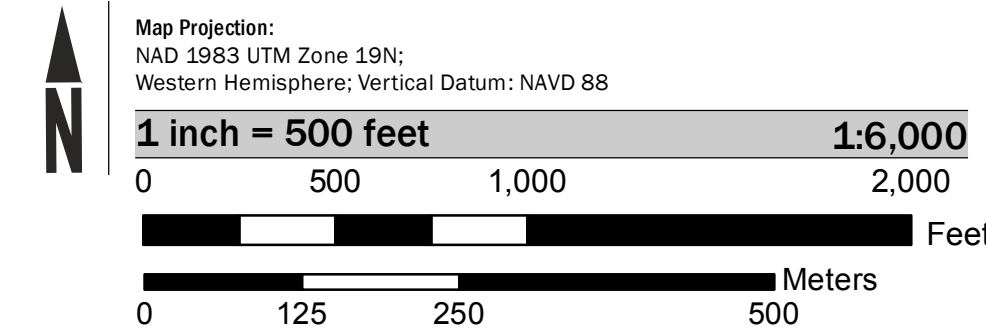 N
Map Projection:
NAD 1983 UTM Zone 19N;
Western Hemisphere; Vertical Datum: NAVD 88
1 inch = 500 feet 1:6,000
0 500 1,000 2,000
Feet
Meters
0 125 250 500